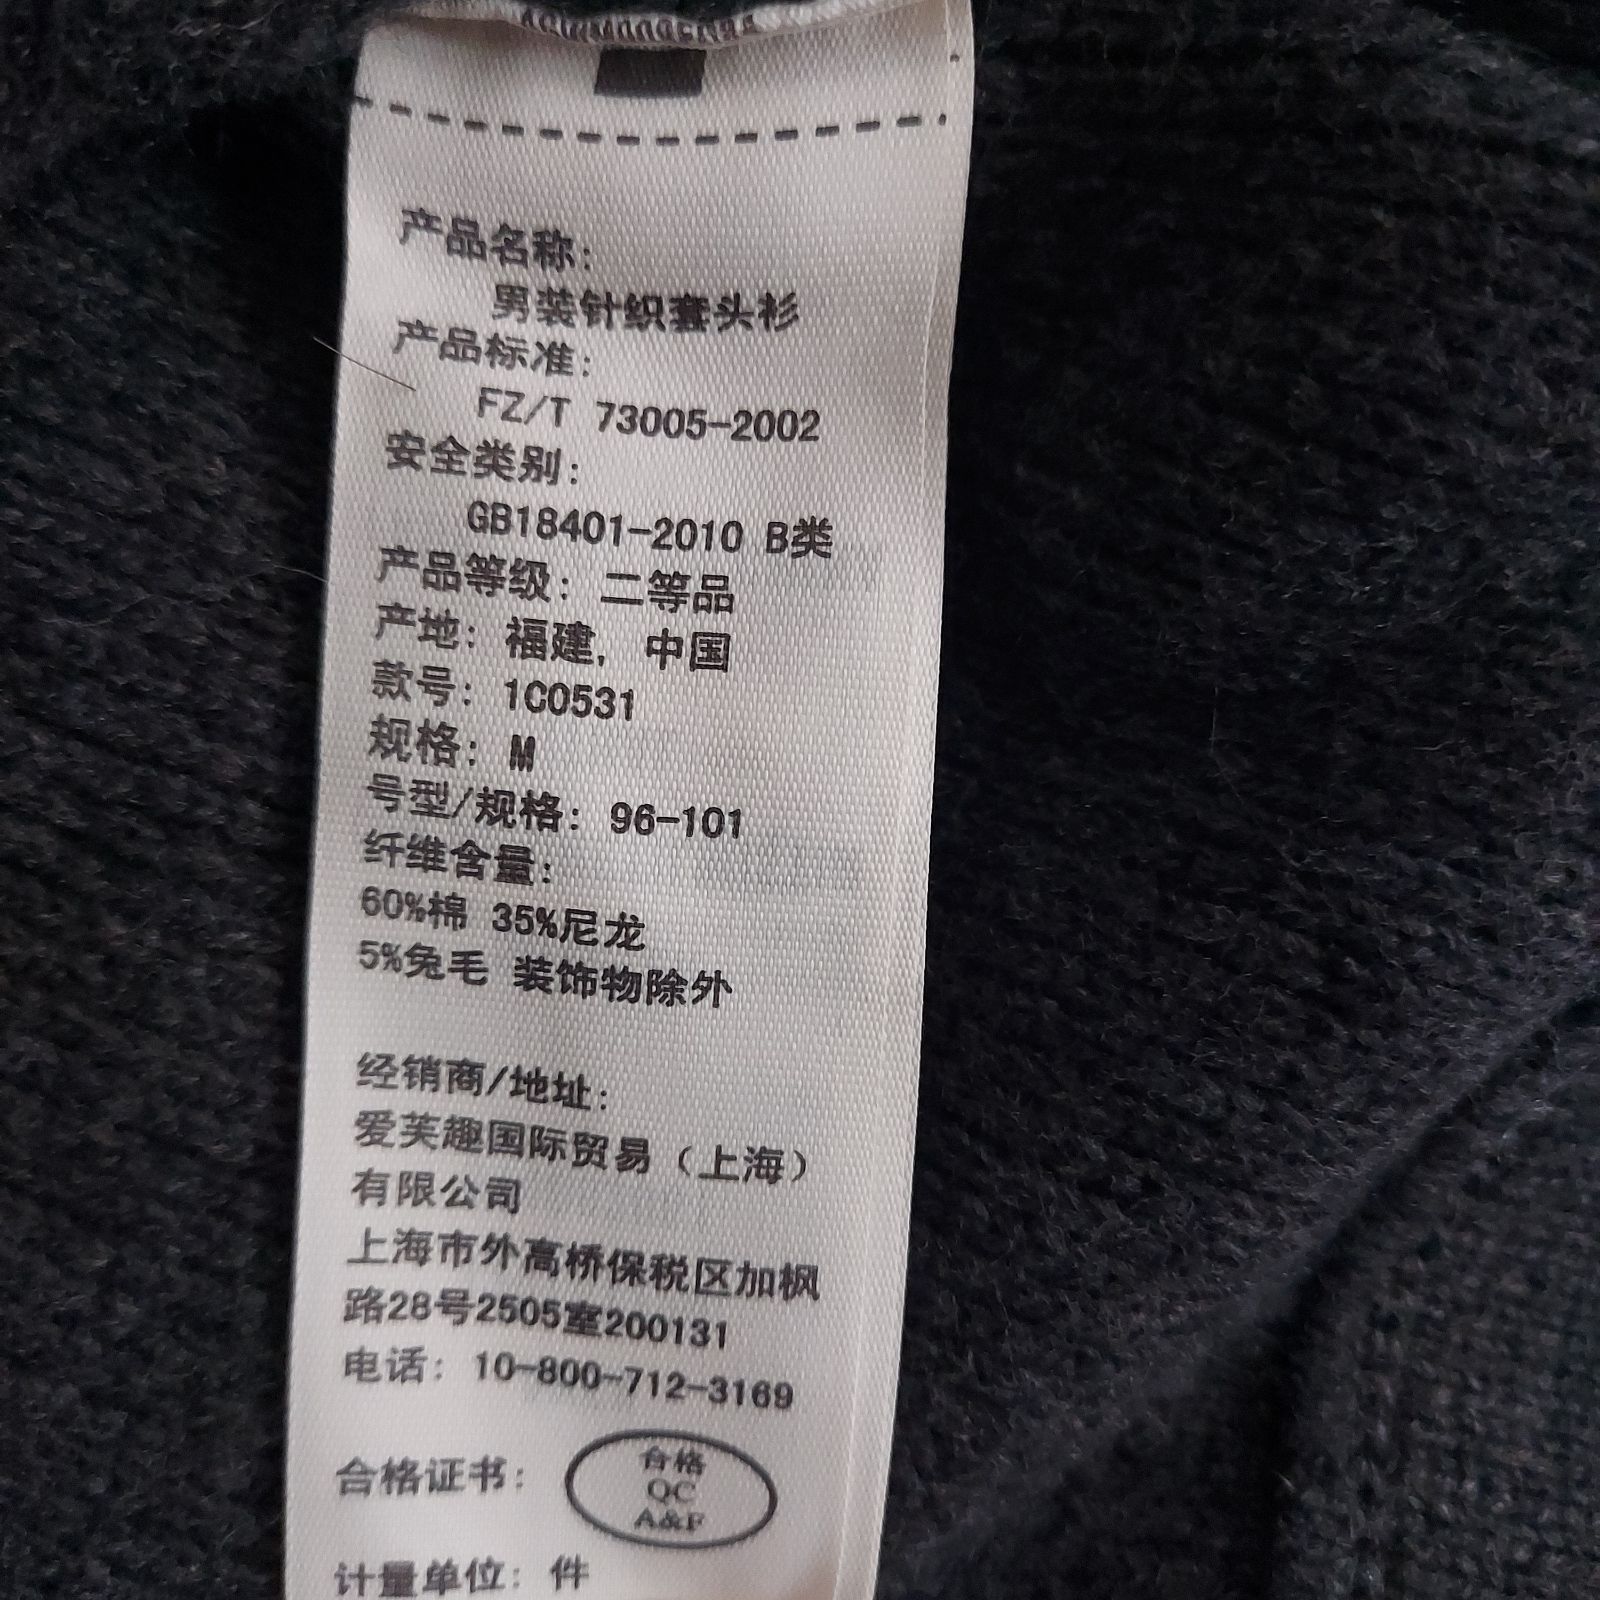 产品名称:
男装针织套头衫
产品标准:
FZ/T 73005-2002
安全类别:
GB18401-2010 B类
产品等级: 二等品
产地: 福建, 中国
款号: 1C0531
规格: M
号型/规格: 96-101
纤维含量:
60%棉 35%尼龙
5%兔毛 装饰物除外
经销商/地址:
爱芙趣国际贸易（上海）
有限公司
上海市外高桥保税区加枫
路28号2505室200131
电话: 10-800-712-3169
合格证书:
合格
QC
A&F
计量单位: 件